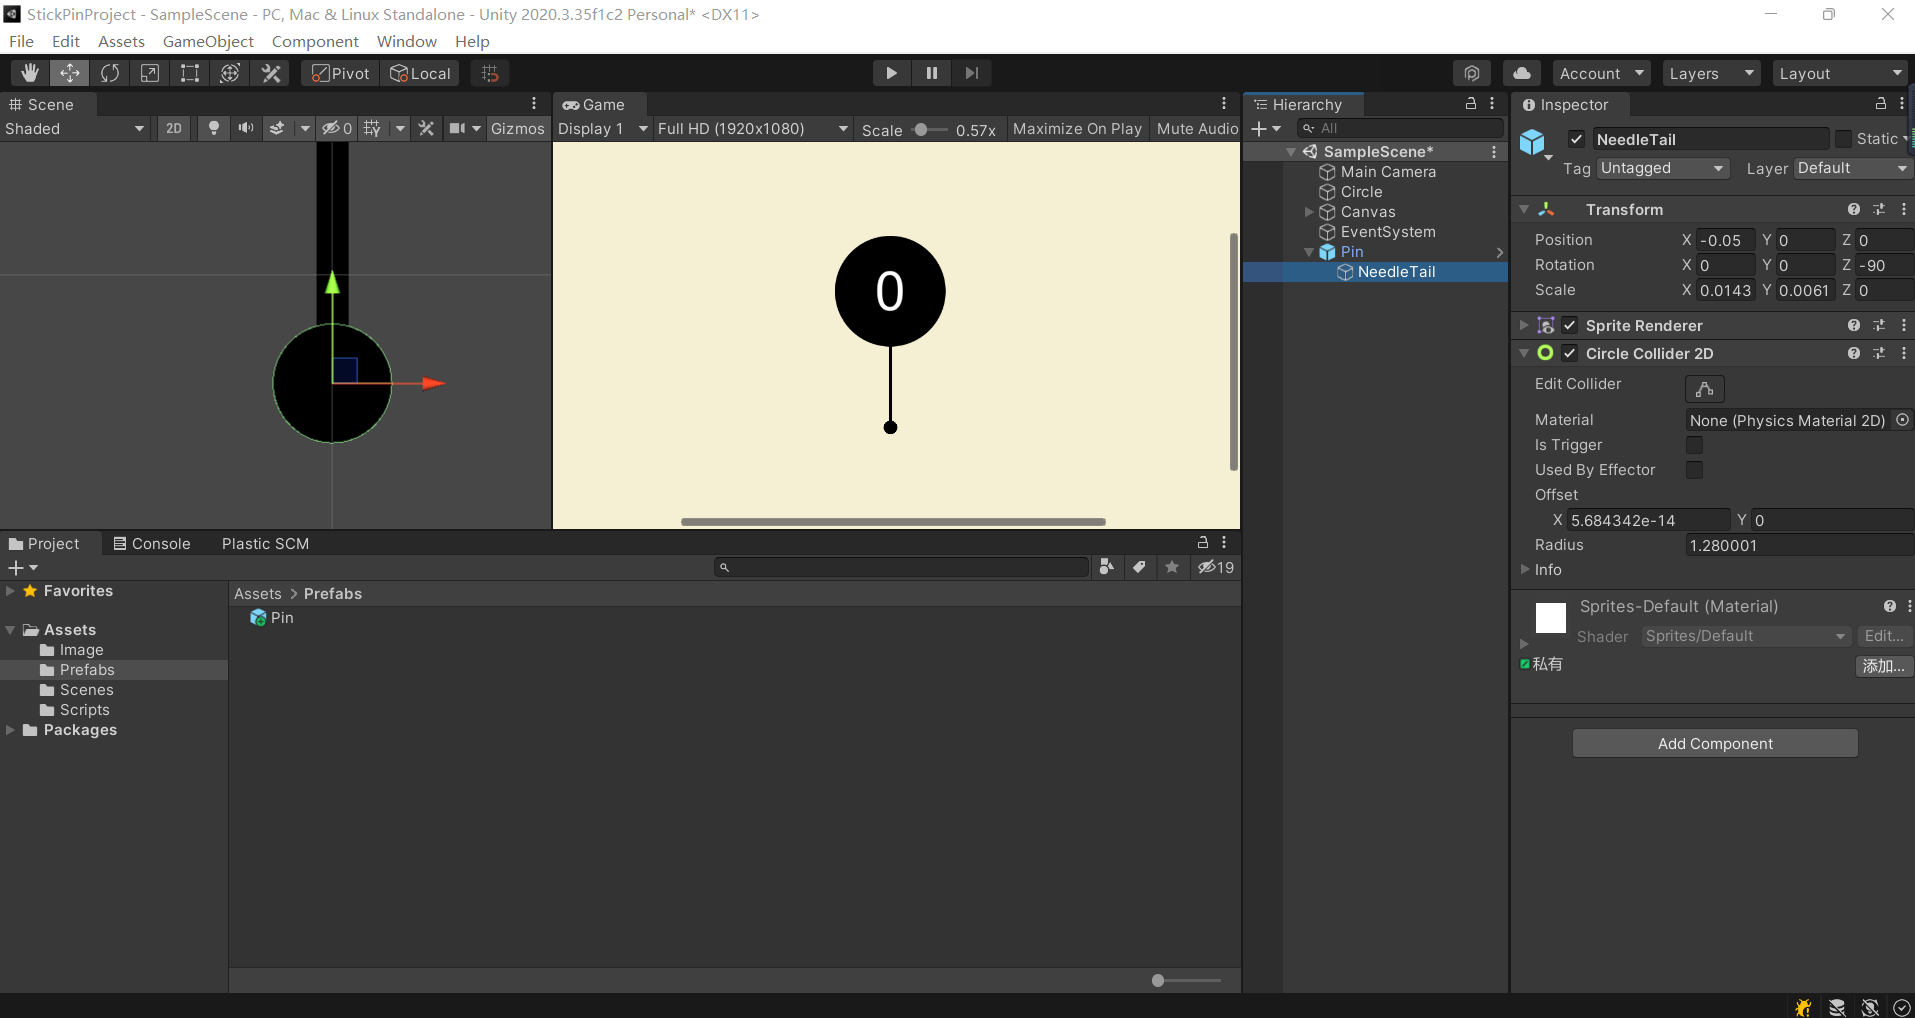 StickPinProject - SampleScene - PC, Mac & Linux Standalone - Unity 2020.3.35f1c2 Personal* <DX11>
File Edit Assets GameObject Component Window Help
Pivot Local Account Layers Layout
Scene
Shaded 2D 0 Gizmos
Game
Display 1 Full HD (1920x1080) Scale 0.57x Maximize On Play Mute Audio
0
Hierarchy
All
SampleScene*
Main Camera
Circle
Canvas
EventSystem
Pin
NeedleTail
Inspector
NeedleTail Static
Tag Untagged Layer Default
Transform
Position X -0.05 Y 0 Z 0
Rotation X 0 Y 0 Z -90
Scale X 0.0143 Y 0.0061 Z 0
Sprite Renderer
Circle Collider 2D
Edit Collider
Material None (Physics Material 2D)
Is Trigger
Used By Effector
Offset
X 5.684342e-14 Y 0
Radius 1.280001
Info
Sprites-Default (Material)
Shader Sprites/Default Edit...
私有 添加...
Add Component
Project Console Plastic SCM
19
Favorites
Assets
Image
Prefabs
Scenes
Scripts
Packages
Assets > Prefabs
Pin